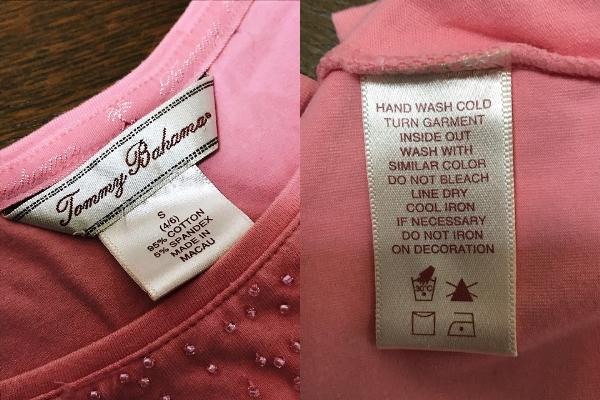 Tommy Bahama®
S
(4/6)
95% COTTON
5% SPANDEX
MADE IN
MACAU
HAND WASH COLD
TURN GARMENT
INSIDE OUT
WASH WITH
SIMILAR COLOR
DO NOT BLEACH
LINE DRY
COOL IRON
IF NECESSARY
DO NOT IRON
ON DECORATION
30°C